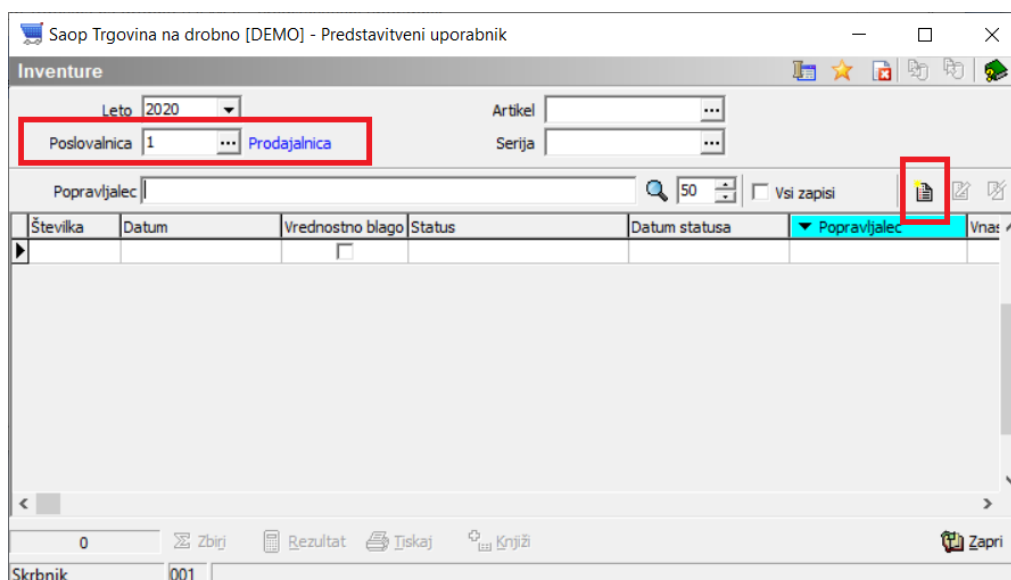 Saop Trgovina na drobno [DEMO] - Predstavitveni uporabnik
Inventure
Leto 2020 Artikel ...
Poslovalnica 1 ... Prodajalnica Serija ...
Popravljalec 50 Vsi zapisi
Številka Datum Vrednostno blago Status Datum statusa Popravljalec
0 Zbirj Rezultat Tiskaj Knjiži Zapri
Skrbnik 001